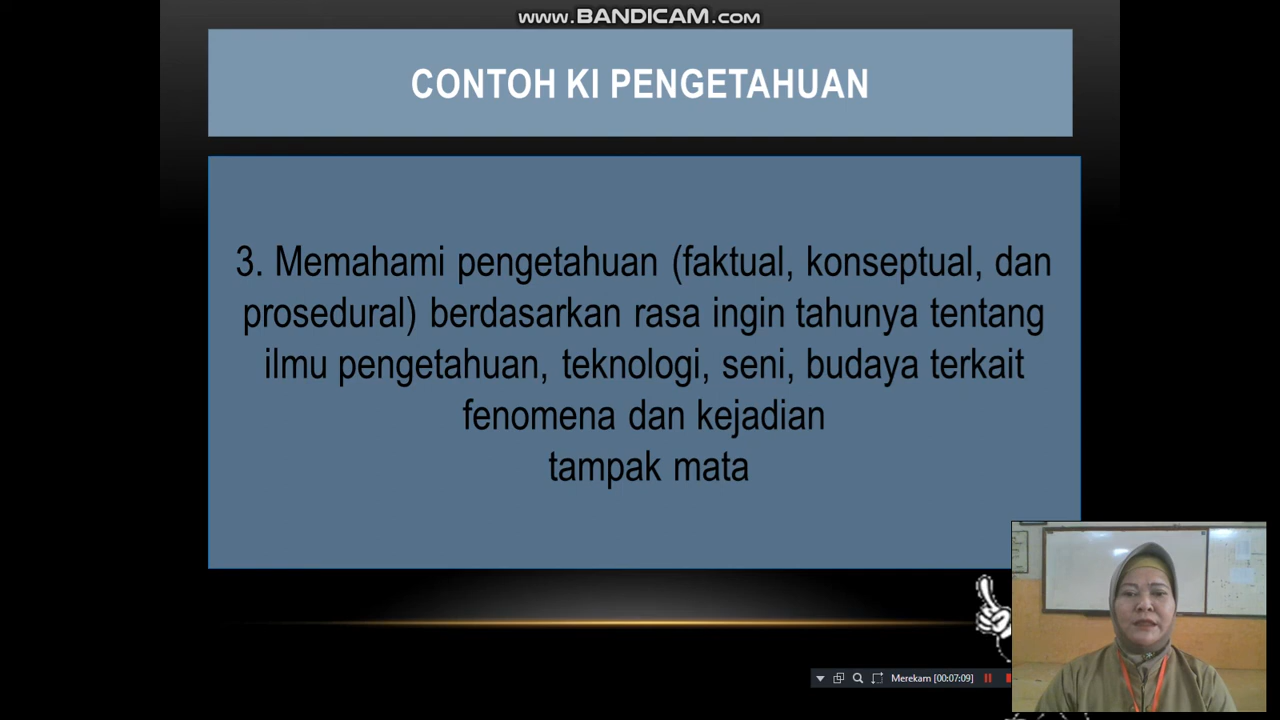 www.BANDICAM.com
CONTOH KI PENGETAHUAN
3. Memahami pengetahuan (faktual, konseptual, dan
prosedural) berdasarkan rasa ingin tahunya tentang
ilmu pengetahuan, teknologi, seni, budaya terkait
fenomena dan kejadian
tampak mata
Merekam [00:07:09]